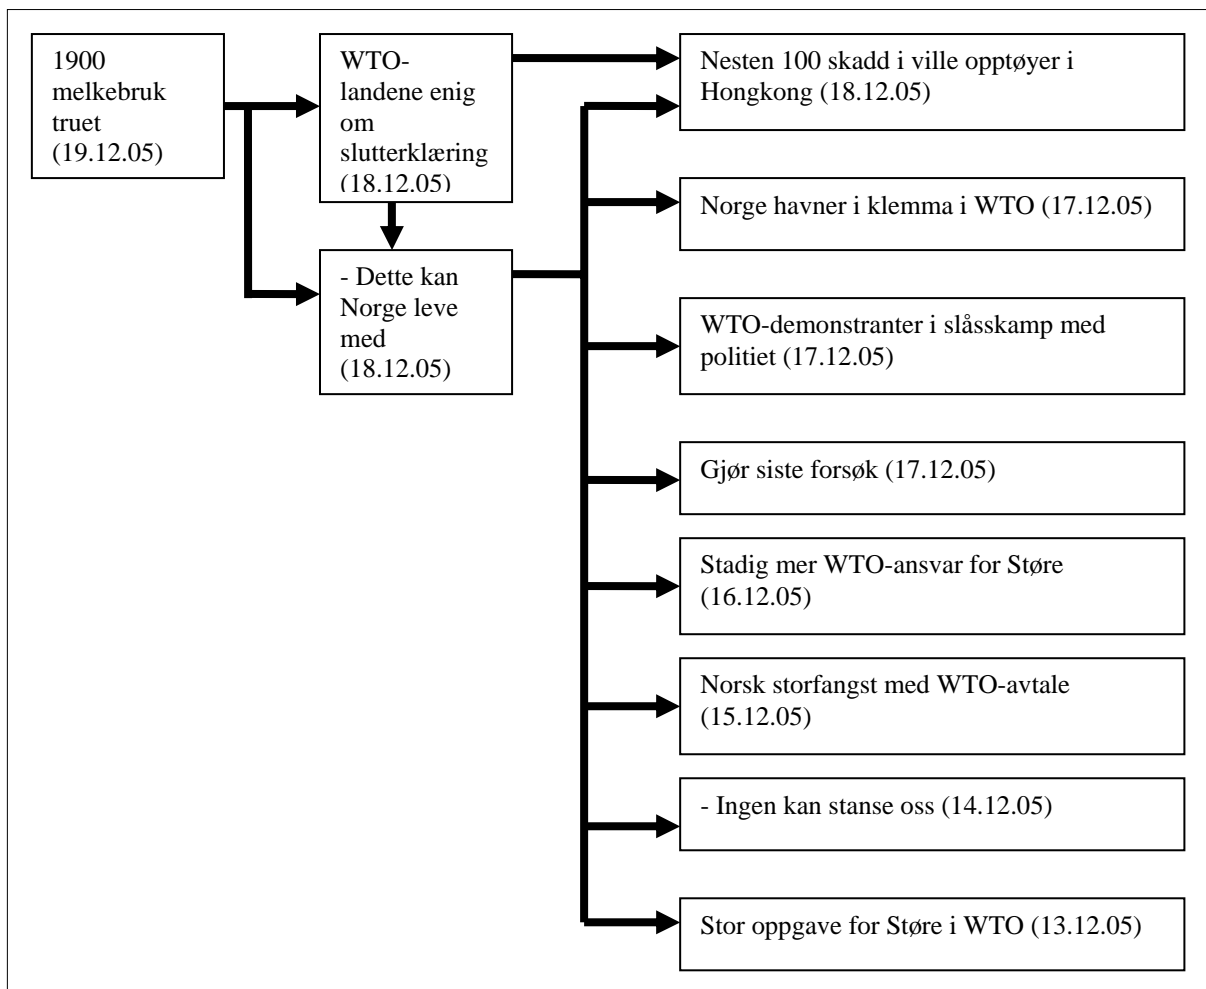 1900
melkebruk
truet
(19.12.05)
WTO-
landene enig
om
slutterklæring
(18.12.05)
- Dette kan
Norge leve
med
(18.12.05)
Nesten 100 skadd i ville opptøyer i
Hongkong (18.12.05)
Norge havner i klemma i WTO (17.12.05)
WTO-demonstranter i slåsskamp med
politiet (17.12.05)
Gjør siste forsøk (17.12.05)
Stadig mer WTO-ansvar for Støre
(16.12.05)
Norsk storfangst med WTO-avtale
(15.12.05)
- Ingen kan stanse oss (14.12.05)
Stor oppgave for Støre i WTO (13.12.05)